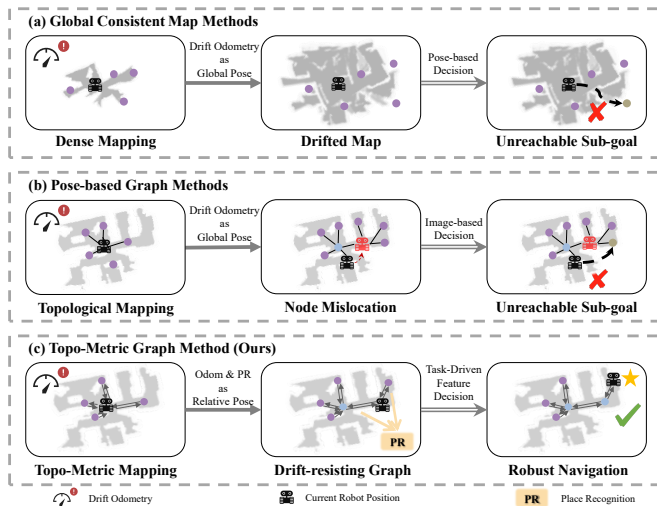 (a) Global Consistent Map Methods
Drift Odometry
as
Global Pose
Pose-based
Decision
Dense Mapping
Drifted Map
Unreachable Sub-goal
(b) Pose-based Graph Methods
Drift Odometry
as
Global Pose
Image-based
Decision
Topological Mapping
Node Mislocation
Unreachable Sub-goal
(c) Topo-Metric Graph Method (Ours)
Odom & PR
as
Relative Pose
Task-Driven
Feature
Decision
PR
Topo-Metric Mapping
Drift-resisting Graph
Robust Navigation
Drift Odometry
Current Robot Position
PR
Place Recognition